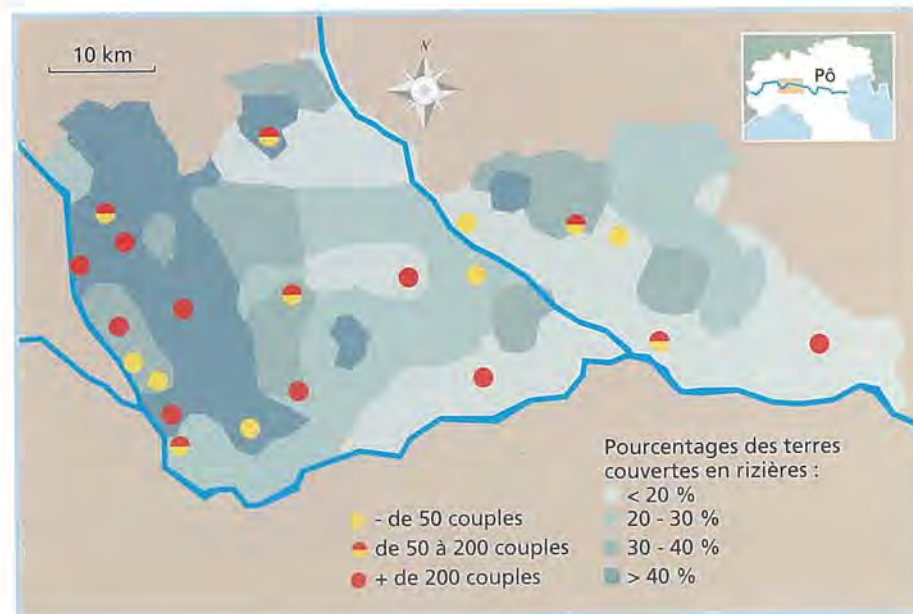 10 km
N
Pô
- de 50 couples
de 50 à 200 couples
+ de 200 couples
Pourcentages des terres
couvertes en rizières :
< 20 %
20 - 30 %
30 - 40 %
> 40 %